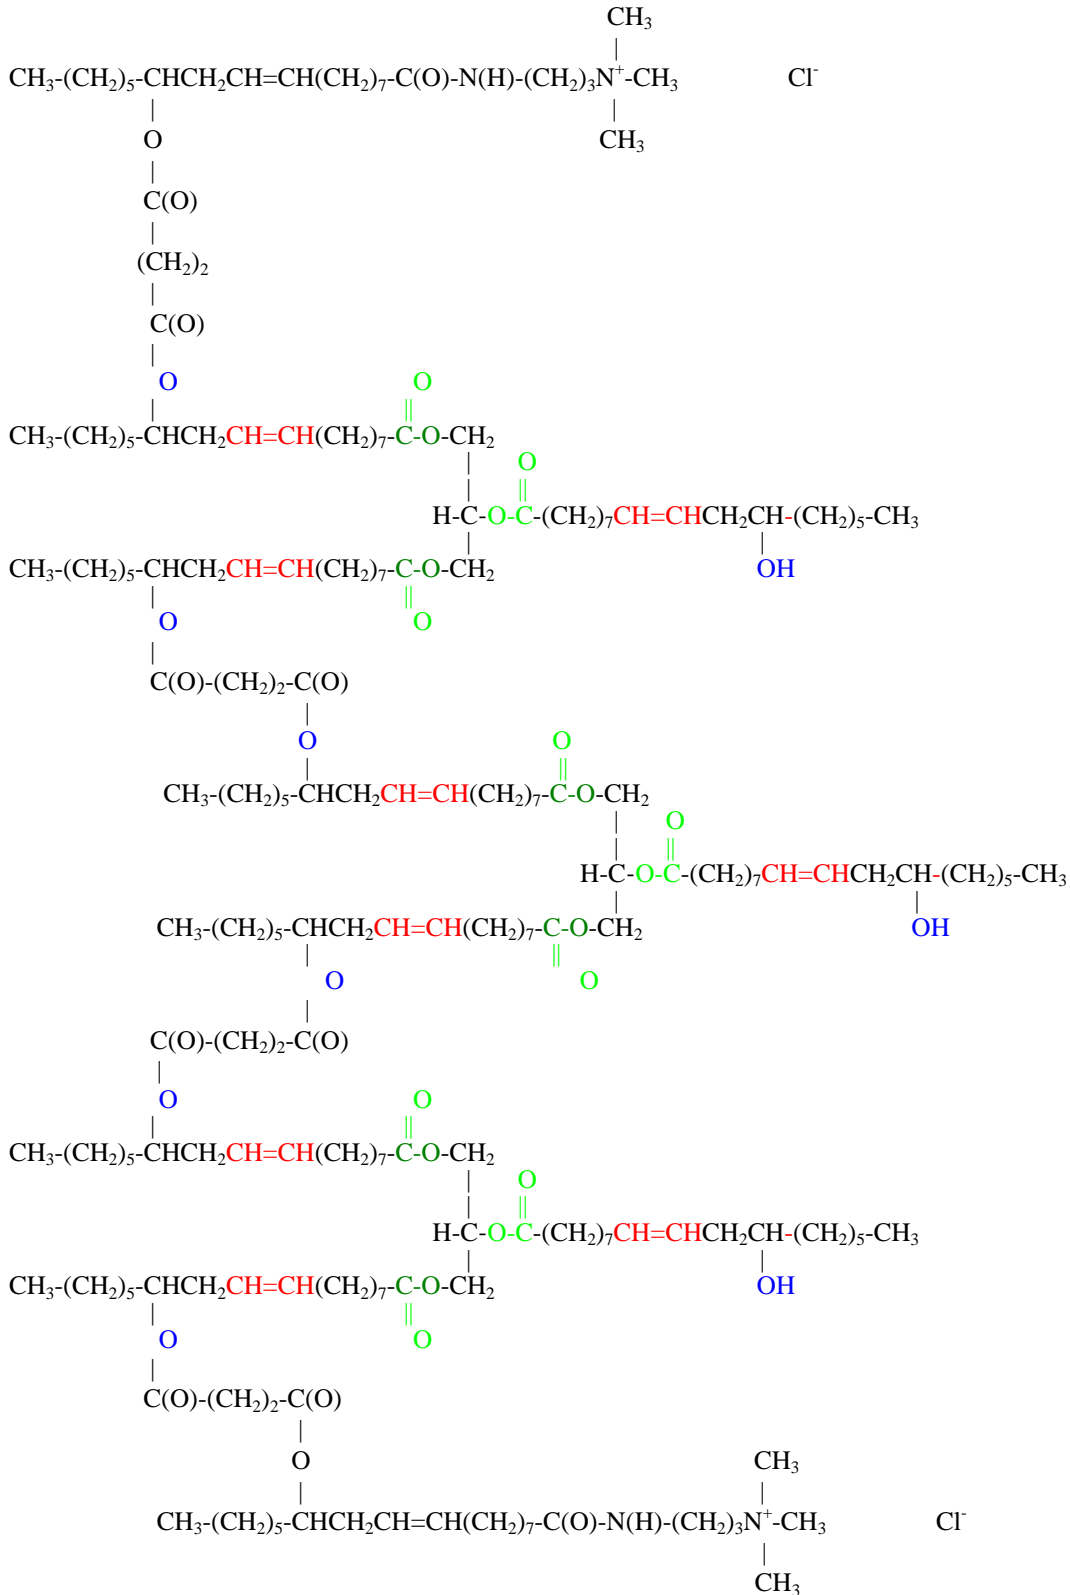 CH₃
|
CH₃-(CH₂)₅-CHCH₂CH=CH(CH₂)₇-C(O)-N(H)-(CH₂)₃N⁺-CH₃ Cl⁻
| |
O CH₃
|
C(O)
|
(CH₂)₂
|
C(O)
|
O O
| ||
CH₃-(CH₂)₅-CHCH₂CH=CH(CH₂)₇-C-O-CH₂
| O
| ||
H-C-O-C-(CH₂)₇CH=CHCH₂CH-(CH₂)₅-CH₃
| |
CH₃-(CH₂)₅-CHCH₂CH=CH(CH₂)₇-C-O-CH₂ OH
| ||
O O
|
C(O)-(CH₂)₂-C(O)
|
O O
| ||
CH₃-(CH₂)₅-CHCH₂CH=CH(CH₂)₇-C-O-CH₂
| O
| ||
H-C-O-C-(CH₂)₇CH=CHCH₂CH-(CH₂)₅-CH₃
| |
CH₃-(CH₂)₅-CHCH₂CH=CH(CH₂)₇-C-O-CH₂ OH
| ||
O O
|
C(O)-(CH₂)₂-C(O)
|
O O
| ||
CH₃-(CH₂)₅-CHCH₂CH=CH(CH₂)₇-C-O-CH₂
| O
| ||
H-C-O-C-(CH₂)₇CH=CHCH₂CH-(CH₂)₅-CH₃
| |
CH₃-(CH₂)₅-CHCH₂CH=CH(CH₂)₇-C-O-CH₂ OH
| ||
O O
|
C(O)-(CH₂)₂-C(O)
|
O CH₃
| |
CH₃-(CH₂)₅-CHCH₂CH=CH(CH₂)₇-C(O)-N(H)-(CH₂)₃N⁺-CH₃ Cl⁻
|
CH₃